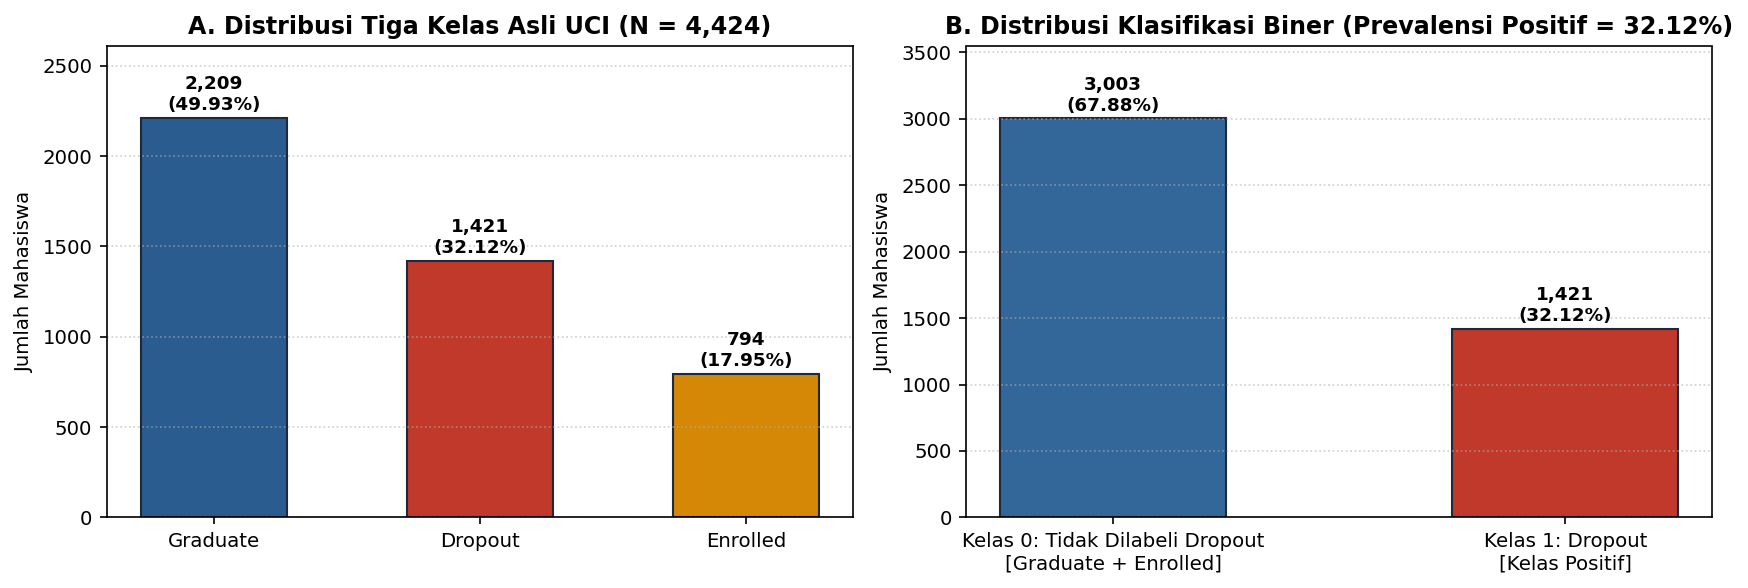 A. Distribusi Tiga Kelas Asli UCI (N = 4,424)
Jumlah Mahasiswa
2500
2000
1500
1000
500
0
2,209
(49.93%)
1,421
(32.12%)
794
(17.95%)
Graduate
Dropout
Enrolled
B. Distribusi Klasifikasi Biner (Prevalensi Positif = 32.12%)
Jumlah Mahasiswa
3500
3000
2500
2000
1500
1000
500
0
3,003
(67.88%)
1,421
(32.12%)
Kelas 0: Tidak Dilabeli Dropout
[Graduate + Enrolled]
Kelas 1: Dropout
[Kelas Positif]